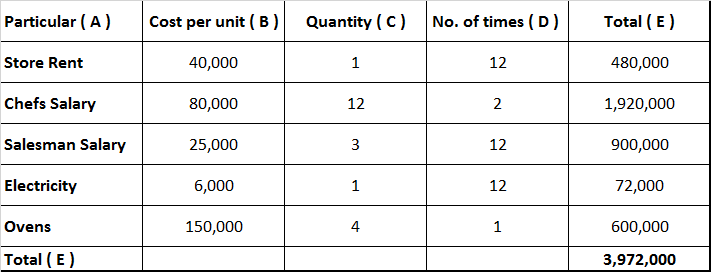 Particular ( A ) Cost per unit ( B ) Quantity ( C ) No. of times ( D ) Total ( E )
Store Rent 40,000 1 12 480,000
Chefs Salary 80,000 12 2 1,920,000
Salesman Salary 25,000 3 12 900,000
Electricity 6,000 1 12 72,000
Ovens 150,000 4 1 600,000
Total ( E ) 3,972,000